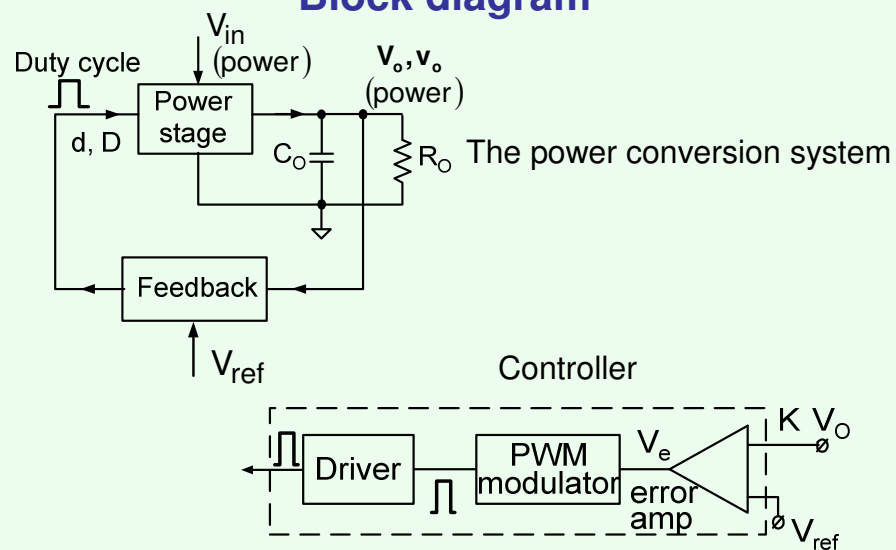 Block diagram
Vin
(power)
Duty cycle
Vo,vo
(power)
Power
stage
d, D
CO
RO
The power conversion system
Feedback
Vref
Controller
K VO
Driver
PWM
modulator
Ve
error
amp
Vref